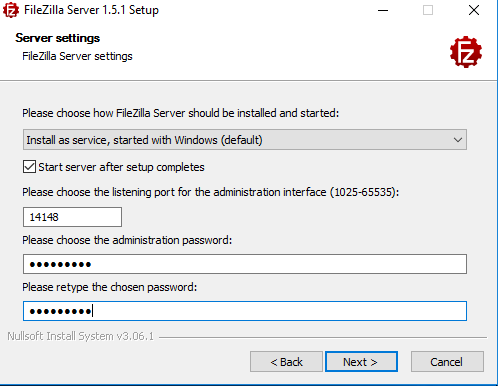 FileZilla Server 1.5.1 Setup
Server settings
FileZilla Server settings
Fz
Please choose how FileZilla Server should be installed and started:
Install as service, started with Windows (default)
Start server after setup completes
Please choose the listening port for the administration interface (1025-65535):
14148
Please choose the administration password:
●●●●●●●●●
Please retype the chosen password:
●●●●●●●●●
Nullsoft Install System v3.06.1
< Back
Next >
Cancel